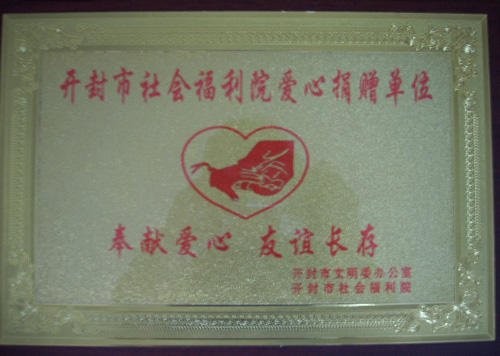 开封市社会福利院爱心捐赠单位
奉献爱心 友谊长存
开封市文明委办公室
开封市社会福利院